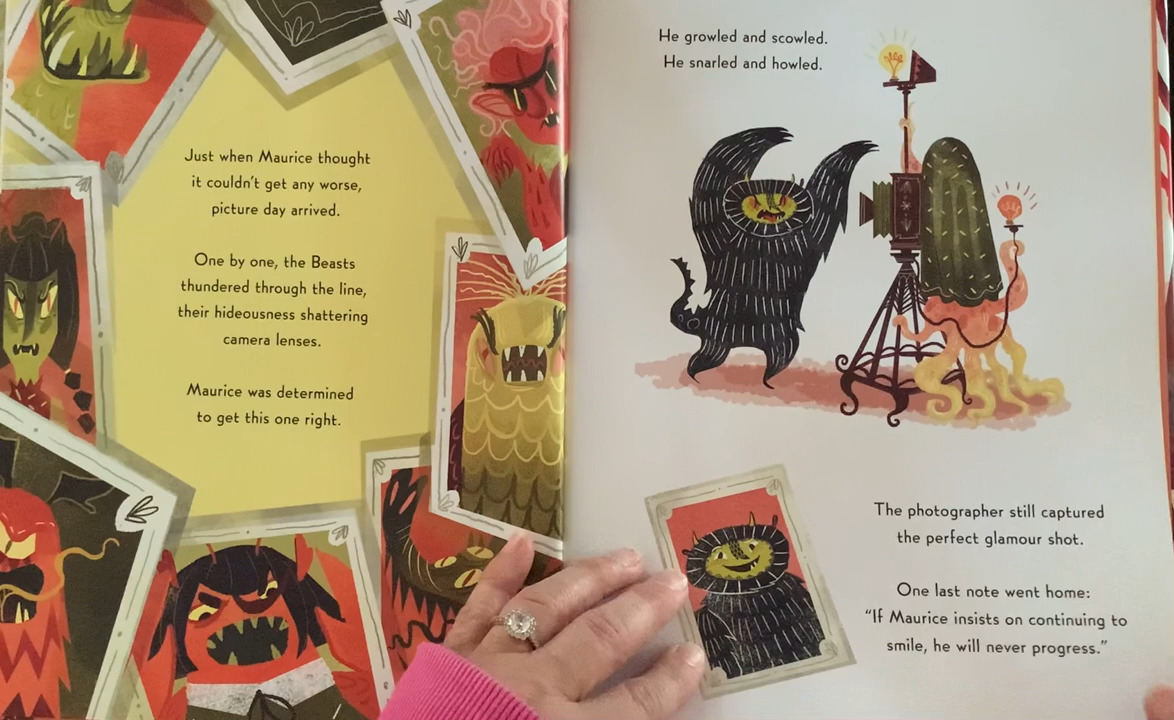 Just when Maurice thought
it couldn't get any worse,
picture day arrived.
One by one, the Beasts
thundered through the line,
their hideousness shattering
camera lenses.
Maurice was determined
to get this one right.
He growled and scowled.
He snarled and howled.
The photographer still captured
the perfect glamour shot.
One last note went home:
“If Maurice insists on continuing to
smile, he will never progress.”